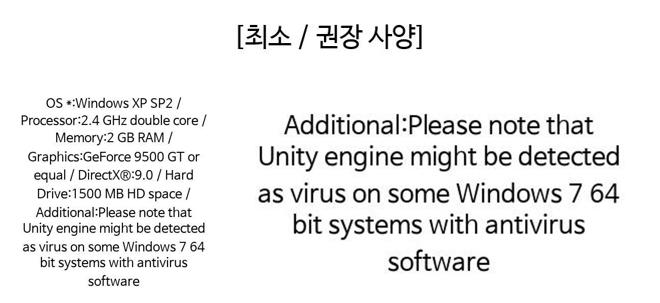 [최소 / 권장 사양]
OS *:Windows XP SP2 /
Processor:2.4 GHz double core /
Memory:2 GB RAM /
Graphics:GeForce 9500 GT or
equal / DirectX®:9.0 / Hard
Drive:1500 MB HD space /
Additional:Please note that
Unity engine might be detected
as virus on some Windows 7 64
bit systems with antivirus
software
Additional:Please note that
Unity engine might be detected
as virus on some Windows 7 64
bit systems with antivirus
software